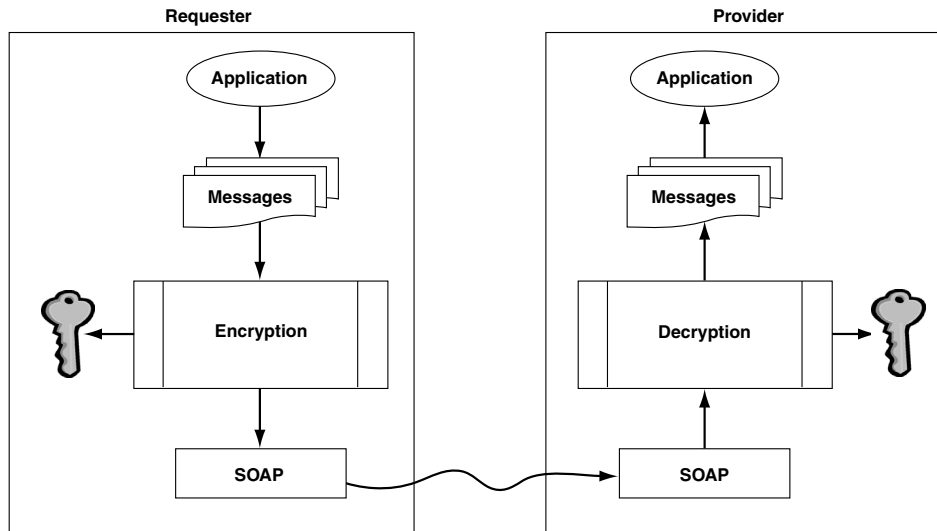 Requester
Provider
Application
Application
Messages
Messages
Encryption
Decryption
SOAP
SOAP